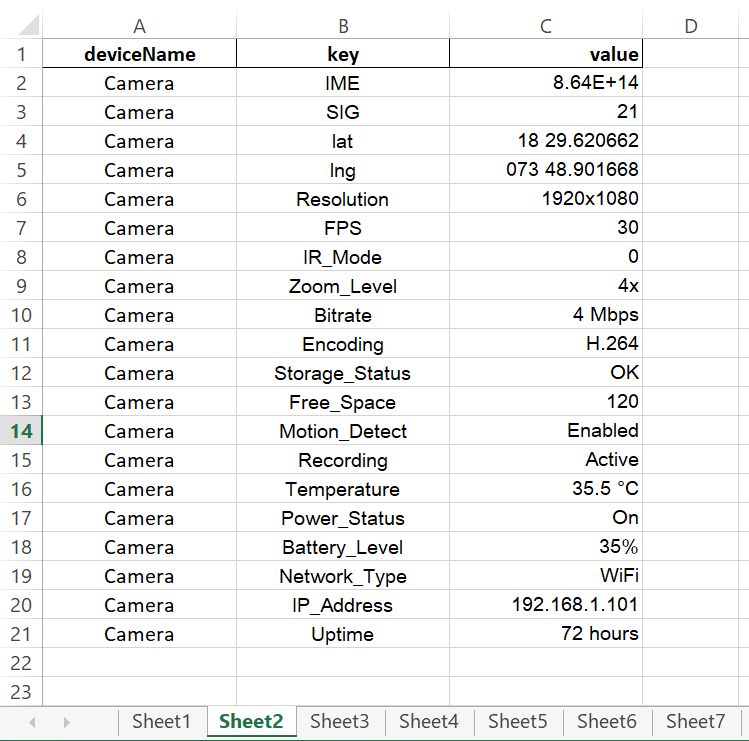 A B C D
1 deviceName key value
2 Camera IME 8.64E+14
3 Camera SIG 21
4 Camera lat 18 29.620662
5 Camera lng 073 48.901668
6 Camera Resolution 1920x1080
7 Camera FPS 30
8 Camera IR_Mode 0
9 Camera Zoom_Level 4x
10 Camera Bitrate 4 Mbps
11 Camera Encoding H.264
12 Camera Storage_Status OK
13 Camera Free_Space 120
14 Camera Motion_Detect Enabled
15 Camera Recording Active
16 Camera Temperature 35.5 °C
17 Camera Power_Status On
18 Camera Battery_Level 35%
19 Camera Network_Type WiFi
20 Camera IP_Address 192.168.1.101
21 Camera Uptime 72 hours
22
23
Sheet1 Sheet2 Sheet3 Sheet4 Sheet5 Sheet6 Sheet7